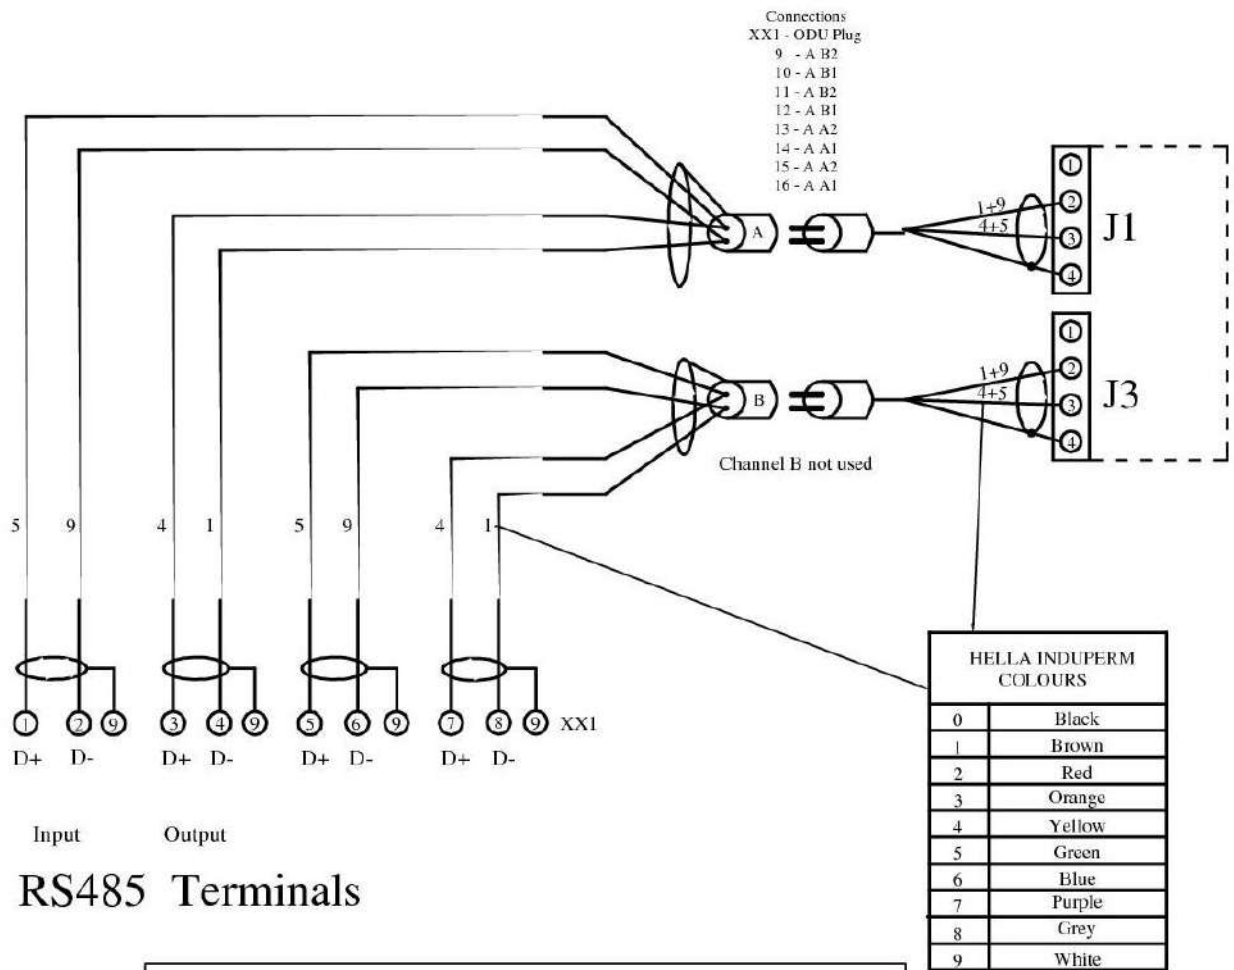 Connections
XX1 - ODU Plug
9 - A B2
10 - A B1
11 - A B2
12 - A B1
13 - A A2
14 - A A1
15 - A A2
16 - A A1
A
1+9
4+5
1
2
3
4
J1
B
1+9
4+5
1
2
3
4
J3
Channel B not used
5 9 4 1 5 9 4 1
1 2 9 3 4 9 5 6 9 7 8 9 XX1
D+ D- D+ D- D+ D- D+ D-
Input Output
RS485 Terminals
HELLA INDUPERM
COLOURS
0 Black
1 Brown
2 Red
3 Orange
4 Yellow
5 Green
6 Blue
7 Purple
8 Grey
9 White